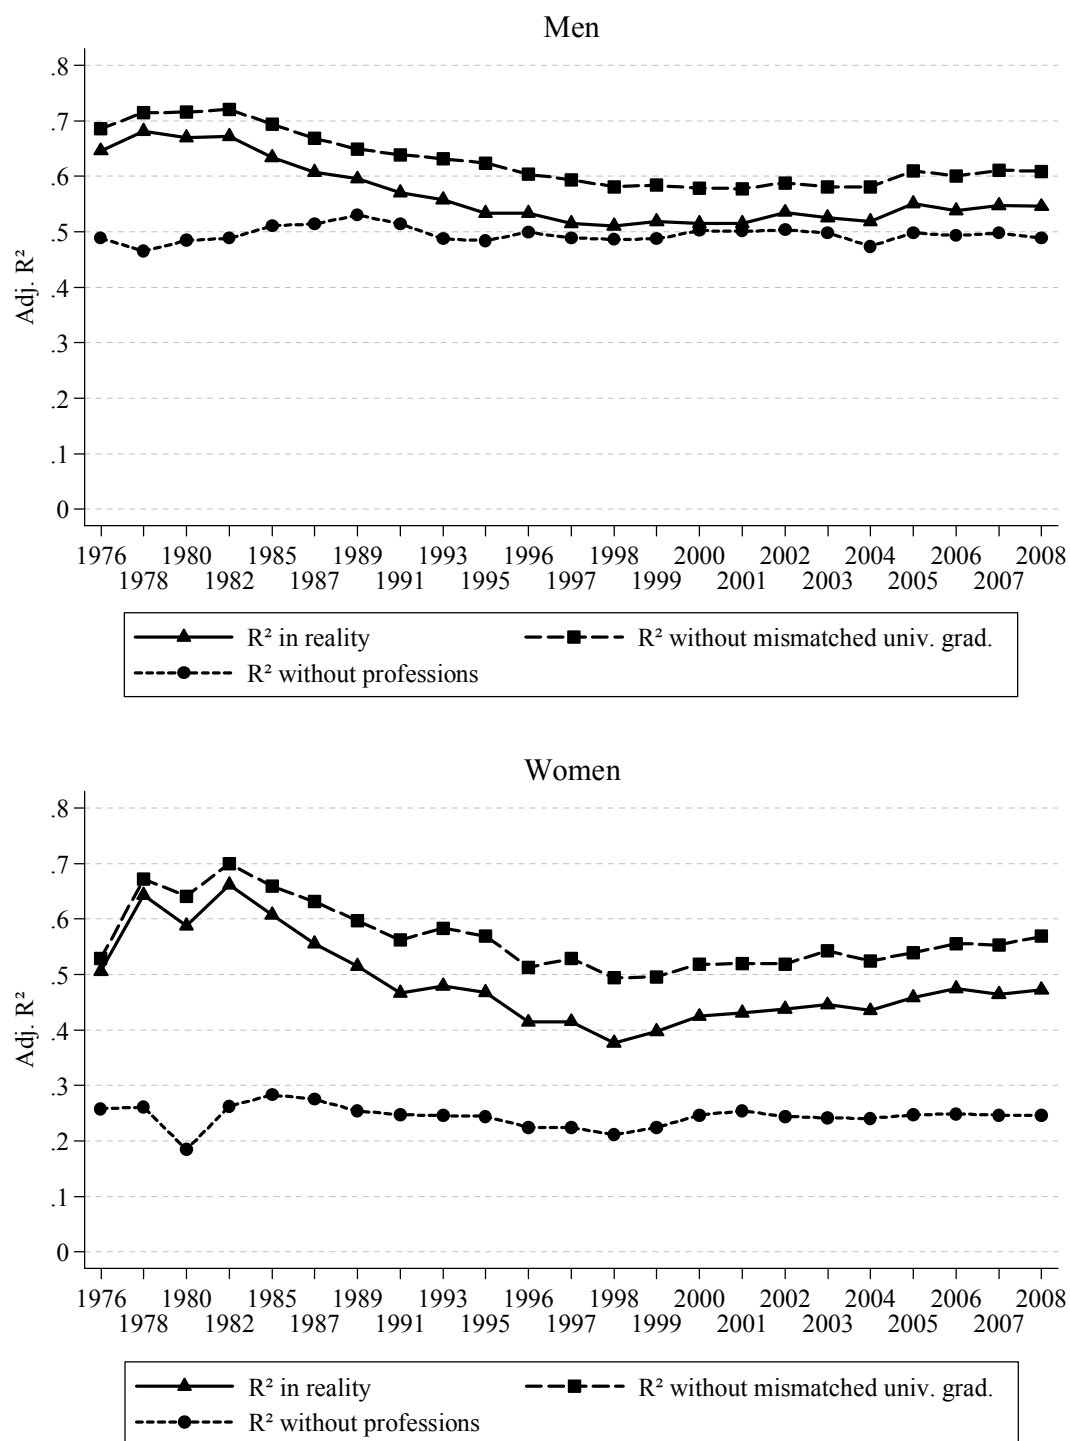 Men
.8
.7
.6
.5
.4
.3
.2
.1
0
Adj. R²
1976 1980 1985 1989 1993 1996 1998 2000 2002 2004 2006 2008
1978 1982 1987 1991 1995 1997 1999 2001 2003 2005 2007
R² in reality R² without mismatched univ. grad.
R² without professions
Women
.8
.7
.6
.5
.4
.3
.2
.1
0
Adj. R²
1976 1980 1985 1989 1993 1996 1998 2000 2002 2004 2006 2008
1978 1982 1987 1991 1995 1997 1999 2001 2003 2005 2007
R² in reality R² without mismatched univ. grad.
R² without professions